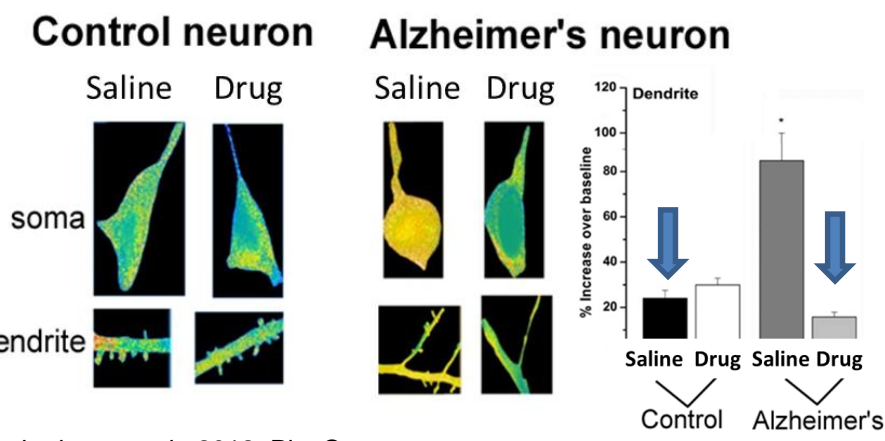 Control neuron
Alzheimer's neuron
Saline Drug
Saline Drug
soma
endrite
Dendrite
% Increase over baseline
120
100
80
60
40
20
*
Saline Drug Saline Drug
Control Alzheimer's